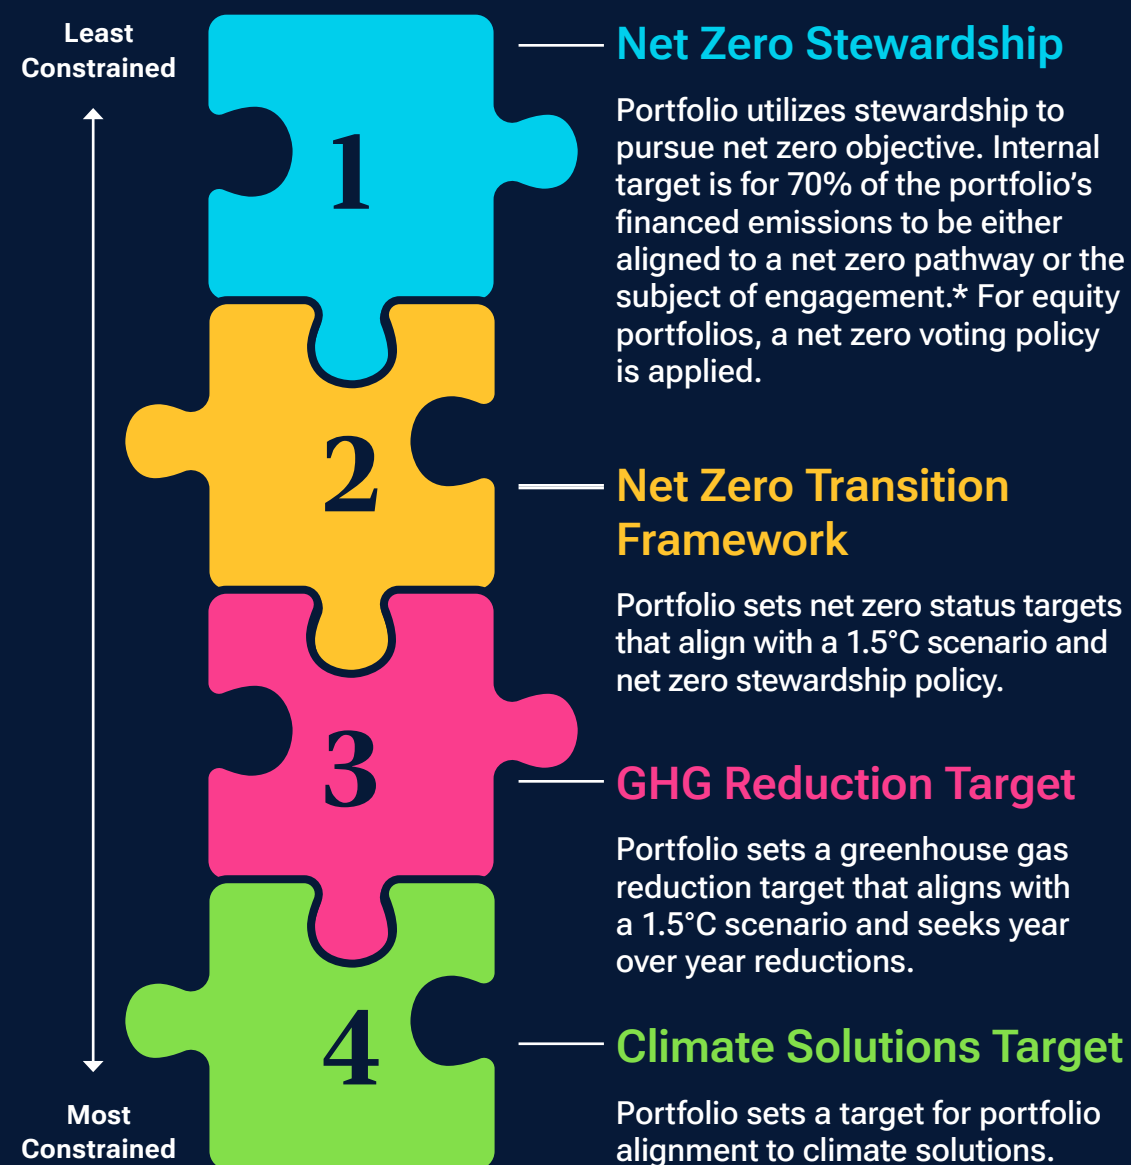 Least
Constrained
1
Net Zero Stewardship
Portfolio utilizes stewardship to
pursue net zero objective. Internal
target is for 70% of the portfolio’s
financed emissions to be either
aligned to a net zero pathway or the
subject of engagement.* For equity
portfolios, a net zero voting policy
is applied.
2
Net Zero Transition
Framework
Portfolio sets net zero status targets
that align with a 1.5°C scenario and
net zero stewardship policy.
3
GHG Reduction Target
Portfolio sets a greenhouse gas
reduction target that aligns with
a 1.5°C scenario and seeks year
over year reductions.
4
Climate Solutions Target
Portfolio sets a target for portfolio
alignment to climate solutions.
Most
Constrained